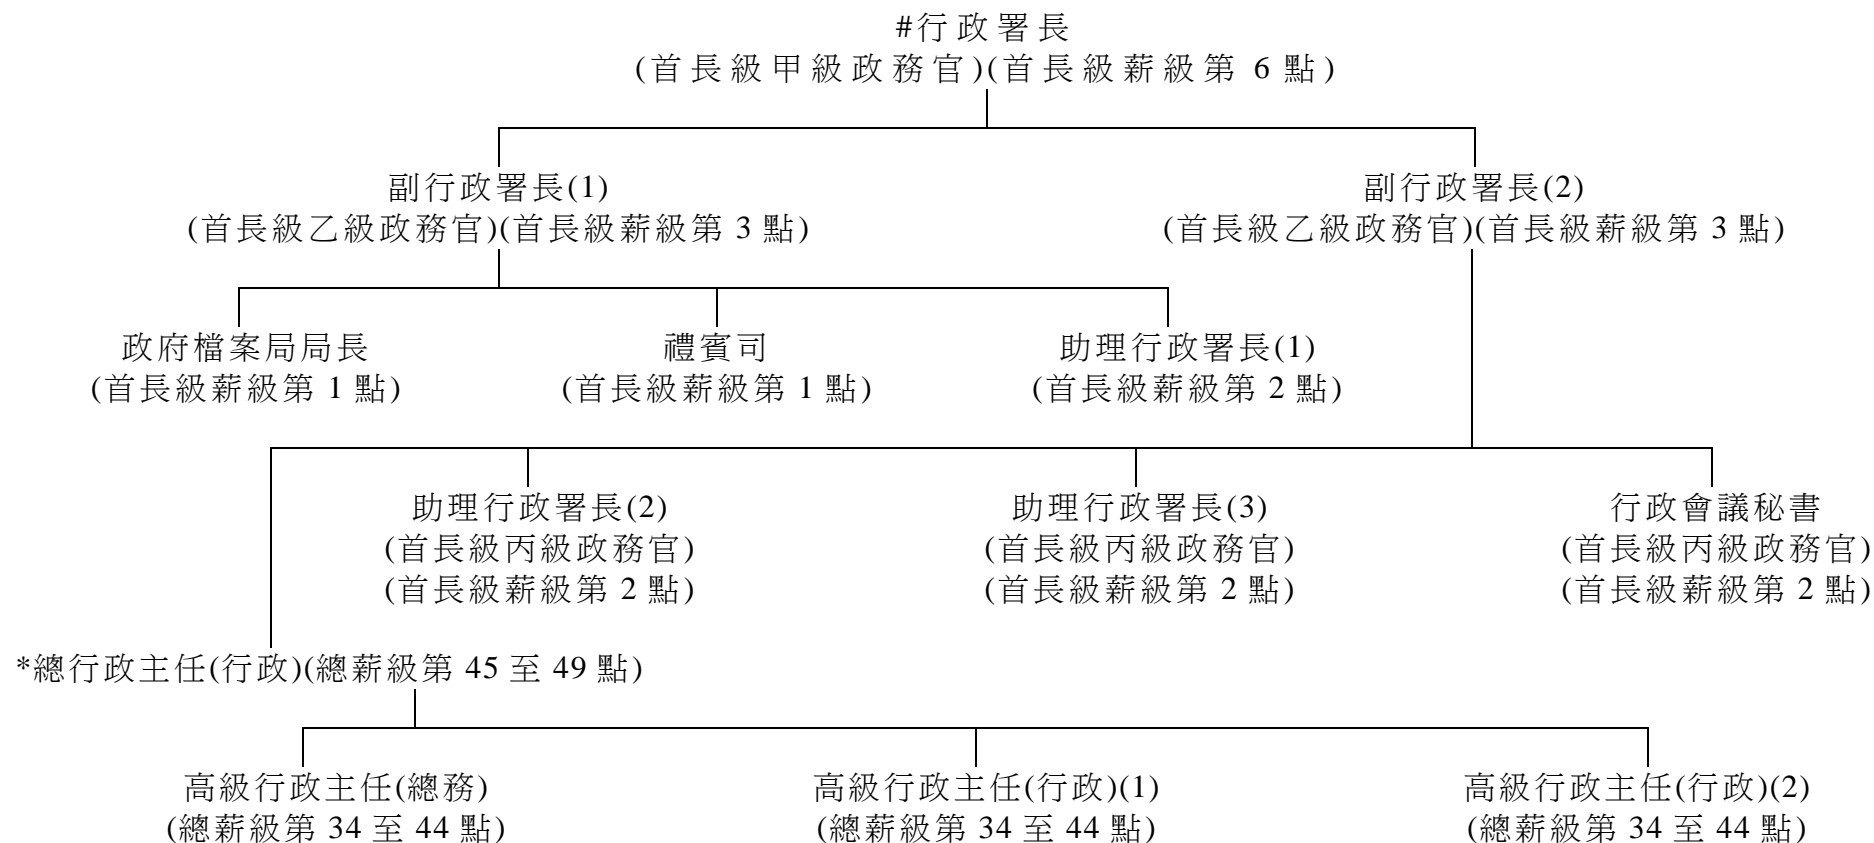 #行政署長
(首長級甲級政務官)(首長級薪級第 6 點)
副行政署長(1)
(首長級乙級政務官)(首長級薪級第 3 點)
副行政署長(2)
(首長級乙級政務官)(首長級薪級第 3 點)
政府檔案局局長
(首長級薪級第 1 點)
禮賓司
(首長級薪級第 1 點)
助理行政署長(1)
(首長級薪級第 2 點)
助理行政署長(2)
(首長級丙級政務官)
(首長級薪級第 2 點)
助理行政署長(3)
(首長級丙級政務官)
(首長級薪級第 2 點)
行政會議秘書
(首長級丙級政務官)
(首長級薪級第 2 點)
*總行政主任(行政)(總薪級第 45 至 49 點)
高級行政主任(總務)
(總薪級第 34 至 44 點)
高級行政主任(行政)(1)
(總薪級第 34 至 44 點)
高級行政主任(行政)(2)
(總薪級第 34 至 44 點)